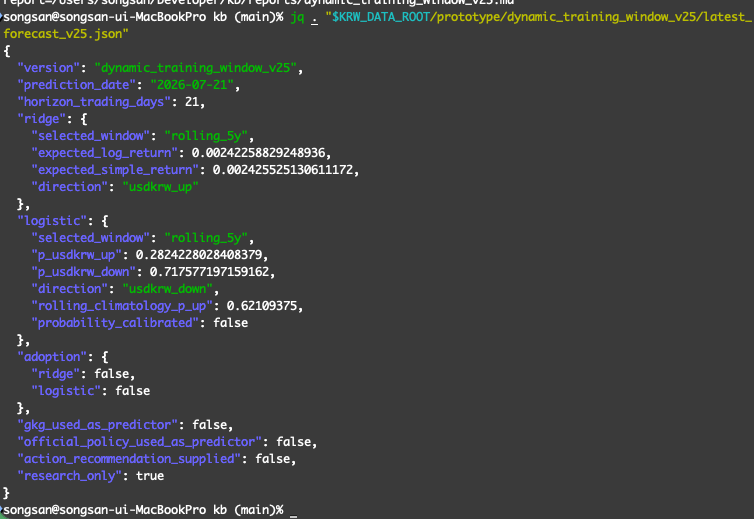 report=/Users/songsan/Developer/kb/reports/dynamic_training_window_v25.md
songsan@songsan-ui-MacBookPro kb (main)% jq . "$KRW_DATA_ROOT/prototype/dynamic_training_window_v25/latest_
forecast_v25.json"
{
  "version": "dynamic_training_window_v25",
  "prediction_date": "2026-07-21",
  "horizon_trading_days": 21,
  "ridge": {
    "selected_window": "rolling_5y",
    "expected_log_return": 0.00242258829248936,
    "expected_simple_return": 0.002425525130611172,
    "direction": "usdkrw_up"
  },
  "logistic": {
    "selected_window": "rolling_5y",
    "p_usdkrw_up": 0.2824228028408379,
    "p_usdkrw_down": 0.717577197159162,
    "direction": "usdkrw_down",
    "rolling_climatology_p_up": 0.62109375,
    "probability_calibrated": false
  },
  "adoption": {
    "ridge": false,
    "logistic": false
  },
  "gkg_used_as_predictor": false,
  "official_policy_used_as_predictor": false,
  "action_recommendation_supplied": false,
  "research_only": true
}
songsan@songsan-ui-MacBookPro kb (main)% _